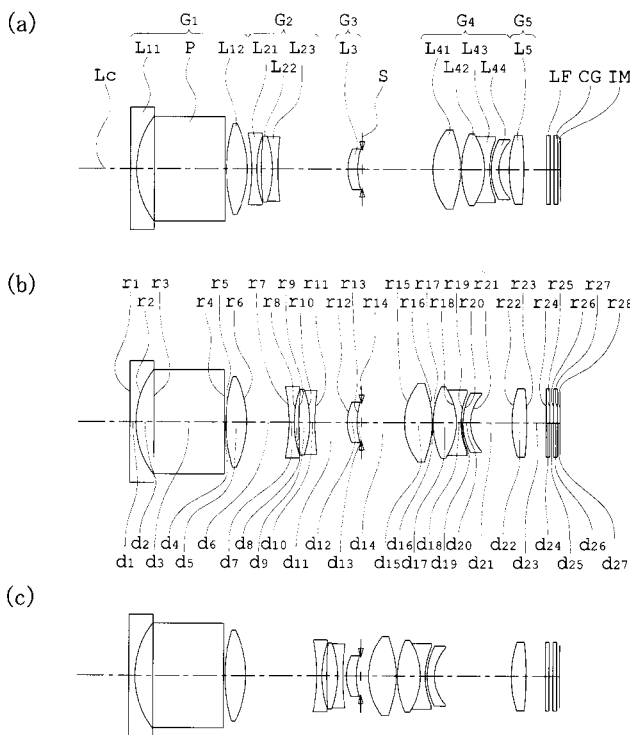 (a)
G1 G2 G3 G4 G5
L11 P L12 L21 L23 L3 L41 L43 L5
L22 L42 L44
Lc S LF CG IM
(b)
r1 r3 r5 r7 r9 r11 r13 r15 r17 r19 r21 r23 r25 r27
r2 r4 r6 r8 r10 r12 r14 r16 r18 r20 r22 r24 r26 r28
d2 d4 d6 d8 d10 d12 d14 d16 d18 d20 d22 d24 d26
d1 d3 d5 d7 d9 d11 d13 d15 d17 d19 d21 d23 d25 d27
(c)